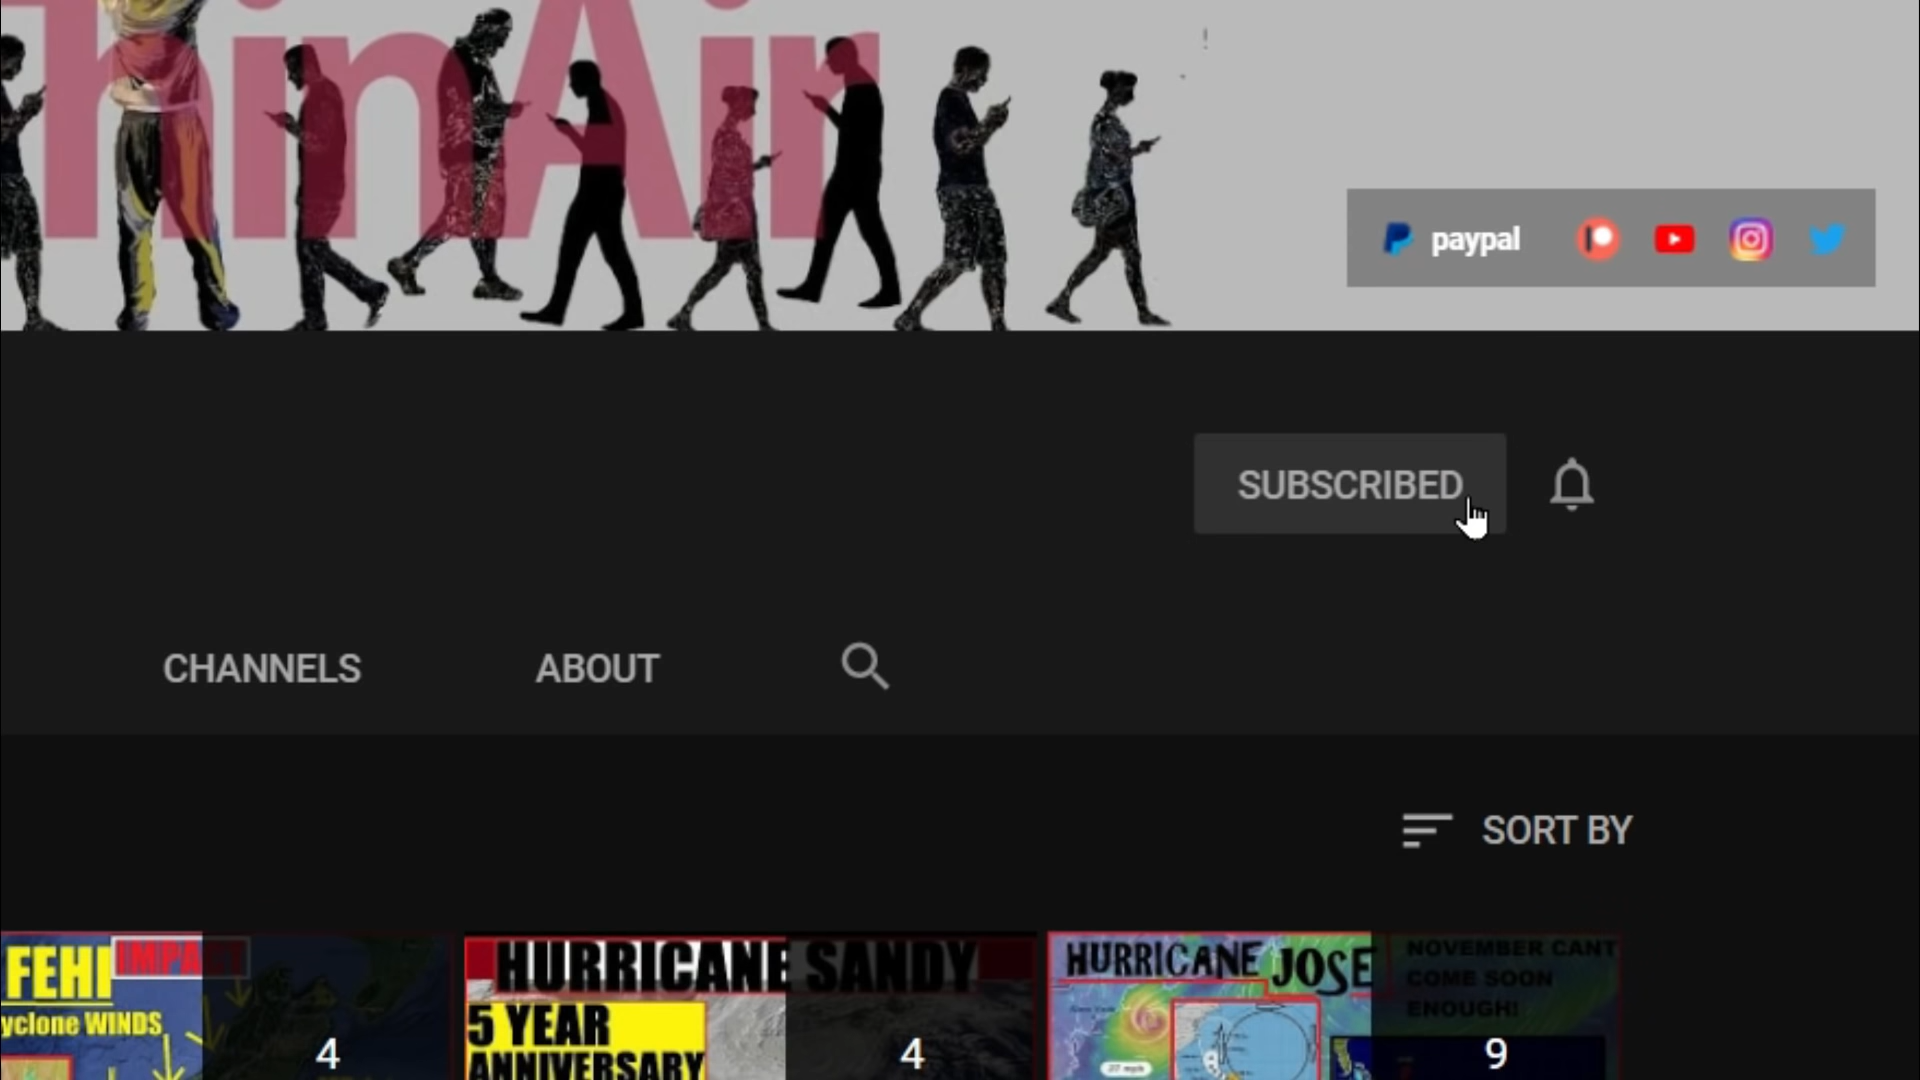 hinAir
paypal
SUBSCRIBED
CHANNELS
ABOUT
SORT BY
FEHI IMPACT
yclone WINDS
4
HURRICANE SANDY
5 YEAR
ANNIVERSARY
4
HURRICANE JOSE
NOVEMBER CANT
COME SOON
ENOUGH!
9